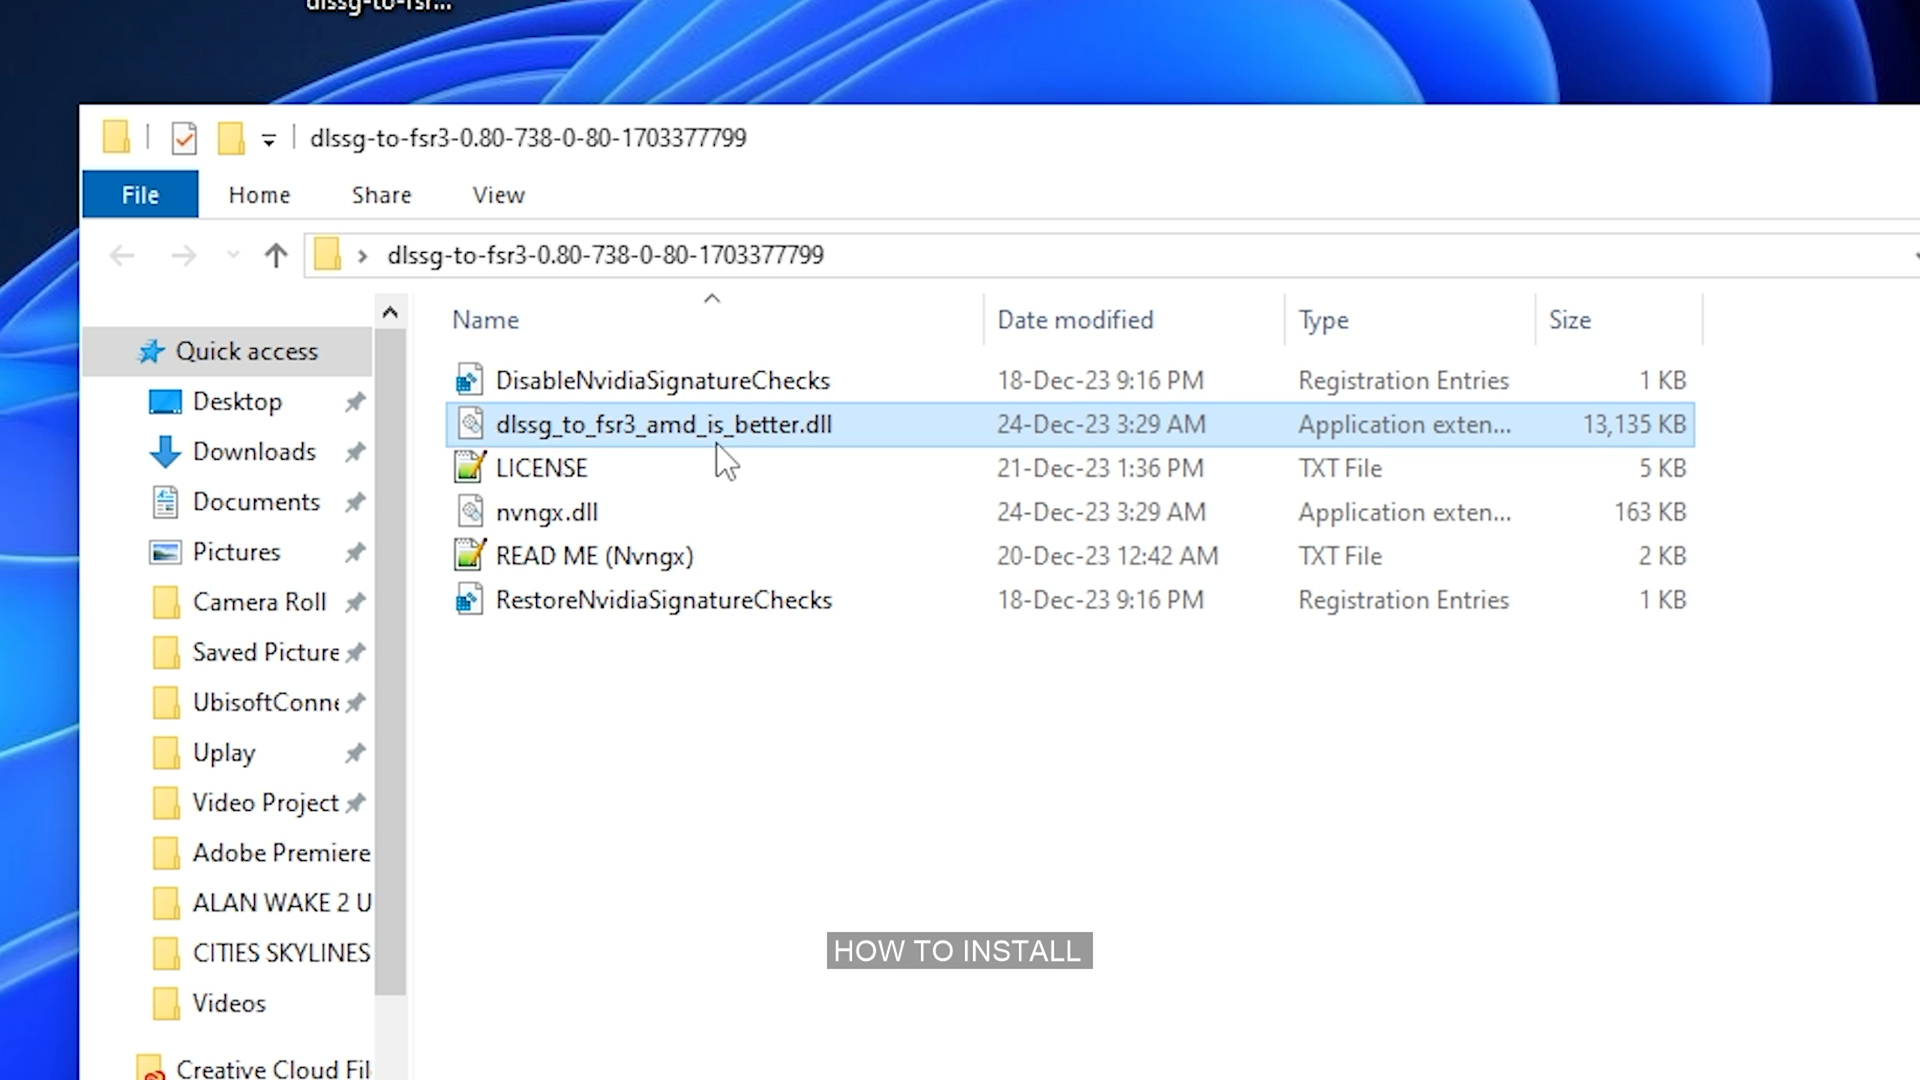 dlssg-to-fsr...
dlssg-to-fsr3-0.80-738-0-80-1703377799
File Home Share View
dlssg-to-fsr3-0.80-738-0-80-1703377799
Name Date modified Type Size
Quick access
Desktop
Downloads
Documents
Pictures
Camera Roll
Saved Picture
UbisoftConne
Uplay
Video Project
Adobe Premiere
ALAN WAKE 2 U
CITIES SKYLINES
Videos
Creative Cloud Fil
DisableNvidiaSignatureChecks 18-Dec-23 9:16 PM Registration Entries 1 KB
dlssg_to_fsr3_amd_is_better.dll 24-Dec-23 3:29 AM Application exten... 13,135 KB
LICENSE 21-Dec-23 1:36 PM TXT File 5 KB
nvngx.dll 24-Dec-23 3:29 AM Application exten... 163 KB
READ ME (Nvngx) 20-Dec-23 12:42 AM TXT File 2 KB
RestoreNvidiaSignatureChecks 18-Dec-23 9:16 PM Registration Entries 1 KB
HOW TO INSTALL